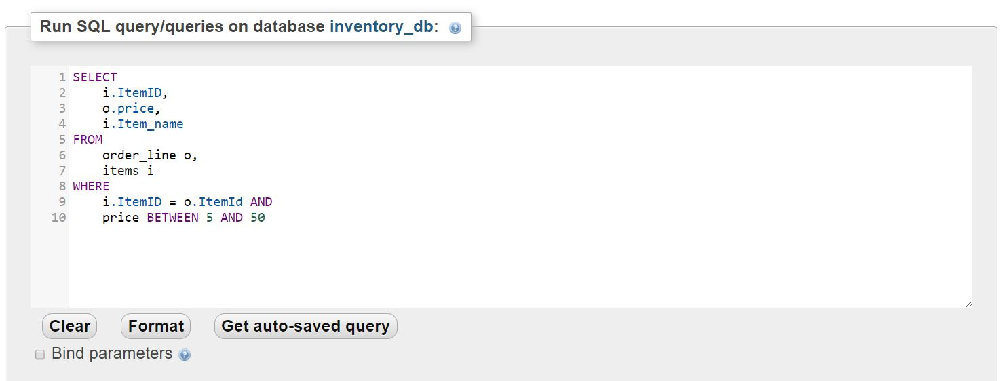 Run SQL query/queries on database inventory_db:
1 SELECT
2 i.ItemID,
3 o.price,
4 i.Item_name
5 FROM
6 order_line o,
7 items i
8 WHERE
9 i.ItemID = o.ItemId AND
10 price BETWEEN 5 AND 50
Clear Format Get auto-saved query
Bind parameters